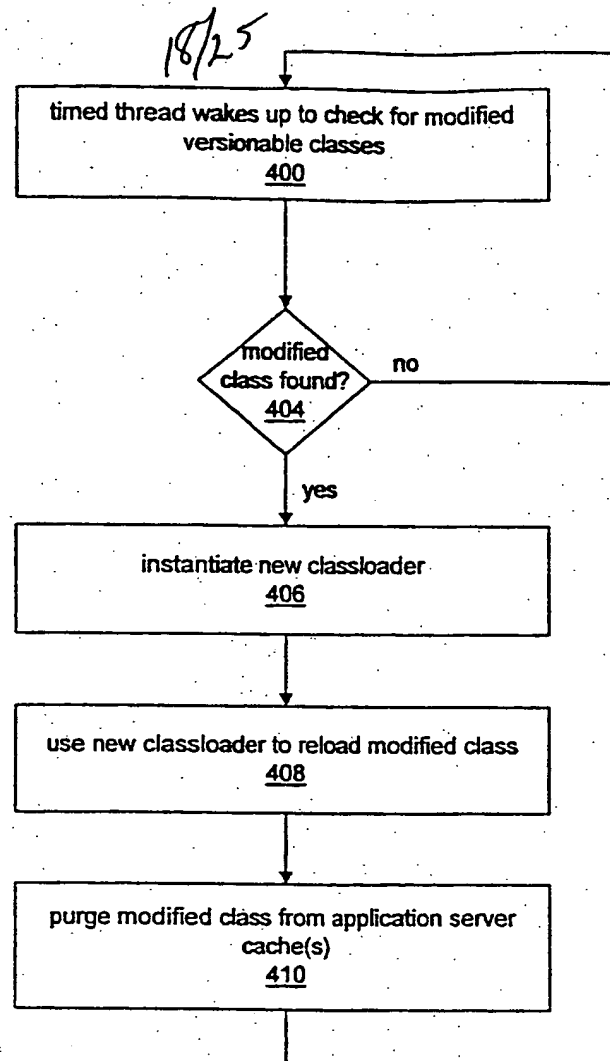 18/25
timed thread wakes up to check for modified
versionable classes
400
modified
class found?
404
no
yes
instantiate new classloader
406
use new classloader to reload modified class
408
purge modified class from application server
cache(s)
410